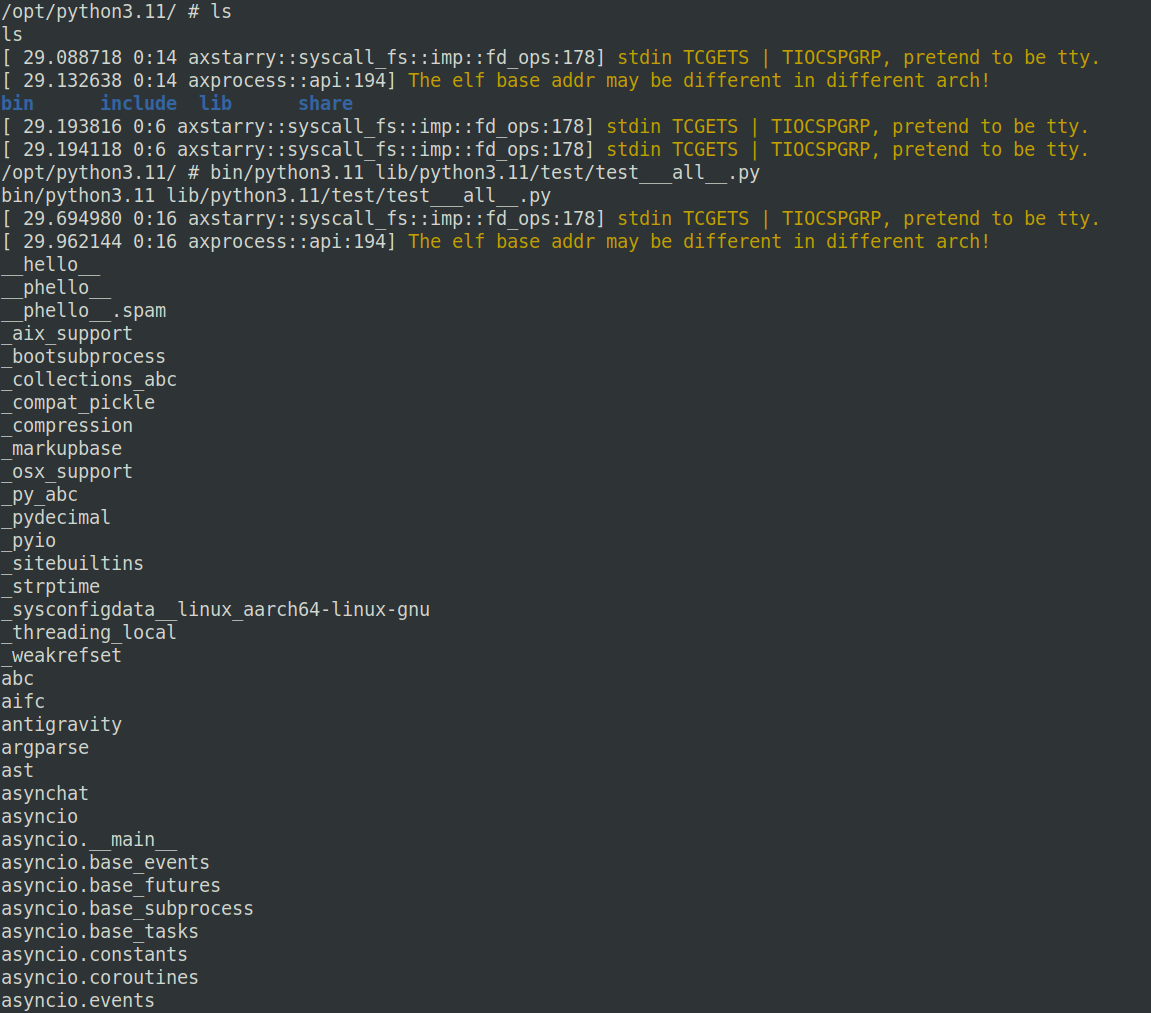 /opt/python3.11/ # ls
ls
[ 29.088718 0:14 axstarry::syscall_fs::imp::fd_ops:178] stdin TCGETS | TIOCSPGRP, pretend to be tty.
[ 29.132638 0:14 axprocess::api:194] The elf base addr may be different in different arch!
bin      include  lib      share
[ 29.193816 0:6 axstarry::syscall_fs::imp::fd_ops:178] stdin TCGETS | TIOCSPGRP, pretend to be tty.
[ 29.194118 0:6 axstarry::syscall_fs::imp::fd_ops:178] stdin TCGETS | TIOCSPGRP, pretend to be tty.
/opt/python3.11/ # bin/python3.11 lib/python3.11/test/test___all__.py
bin/python3.11 lib/python3.11/test/test___all__.py
[ 29.694980 0:16 axstarry::syscall_fs::imp::fd_ops:178] stdin TCGETS | TIOCSPGRP, pretend to be tty.
[ 29.962144 0:16 axprocess::api:194] The elf base addr may be different in different arch!
__hello__
__phello__
__phello__.spam
_aix_support
_bootsubprocess
_collections_abc
_compat_pickle
_compression
_markupbase
_osx_support
_py_abc
_pydecimal
_pyio
_sitebuiltins
_strptime
_sysconfigdata__linux_aarch64-linux-gnu
_threading_local
_weakrefset
abc
aifc
antigravity
argparse
ast
asynchat
asyncio
asyncio.__main__
asyncio.base_events
asyncio.base_futures
asyncio.base_subprocess
asyncio.base_tasks
asyncio.constants
asyncio.coroutines
asyncio.events